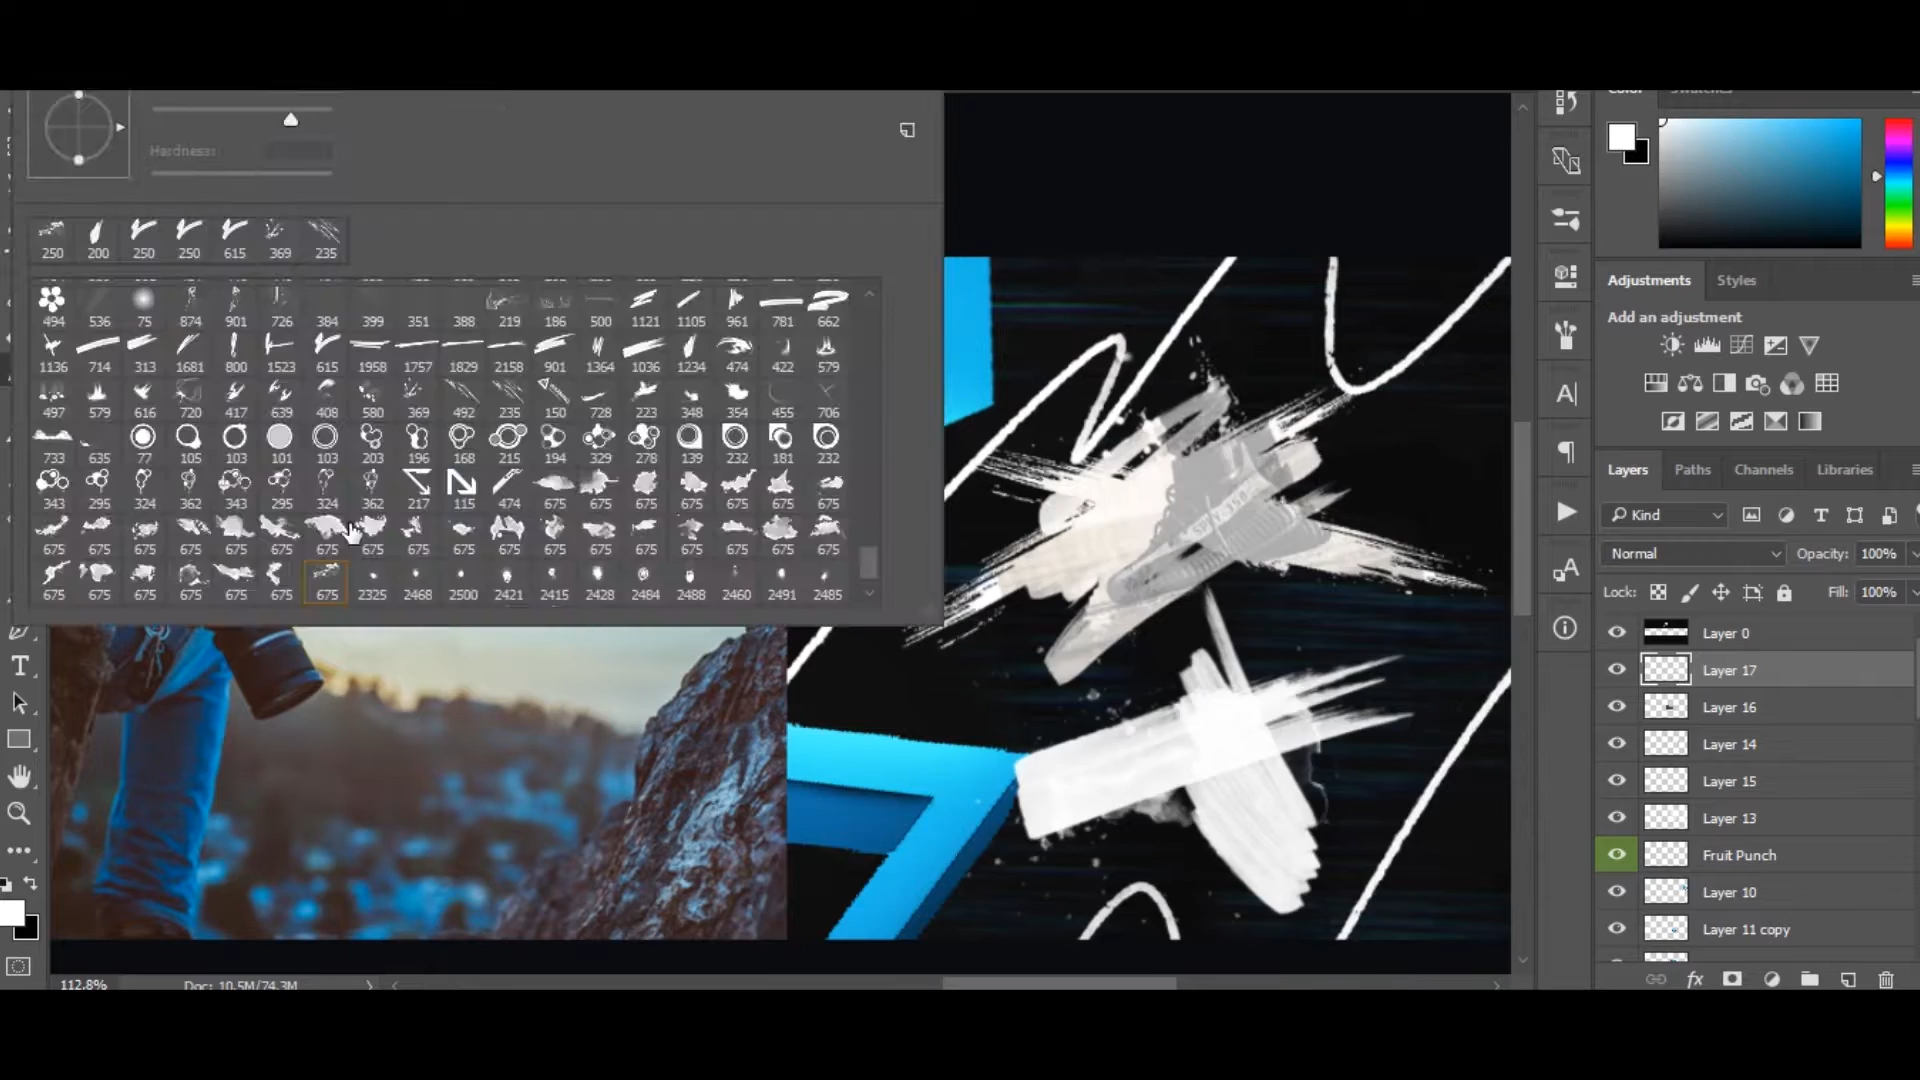 Color Swatches
Hardness:
250 200 250 250 615 369 235
494 536 75 874 901 726 384 399 351 388 219 186 500 1121 1105 961 781 662
1136 714 313 1681 800 1523 615 1958 1757 1829 2158 901 1364 1036 1234 474 422 579
497 579 616 720 417 639 408 580 369 492 235 150 728 223 348 354 455 706
733 635 77 105 103 101 103 203 196 168 215 194 329 278 139 232 181 232
343 295 324 362 343 295 324 362 217 115 474 675 675 675 675 675 675 675
675 675 675 675 675 675 675 675 675 675 675 675 675 675 675 675 675 675
675 675 675 675 675 675 675 2325 2468 2500 2421 2415 2428 2484 2488 2460 2491 2485
112.8% Doc: 10.5M/74.3M
Adjustments Styles
Add an adjustment
Layers Paths Channels Libraries
Kind
Normal Opacity: 100%
Lock: Fill: 100%
Layer 0
Layer 17
Layer 16
Layer 14
Layer 15
Layer 13
Fruit Punch
Layer 10
Layer 11 copy